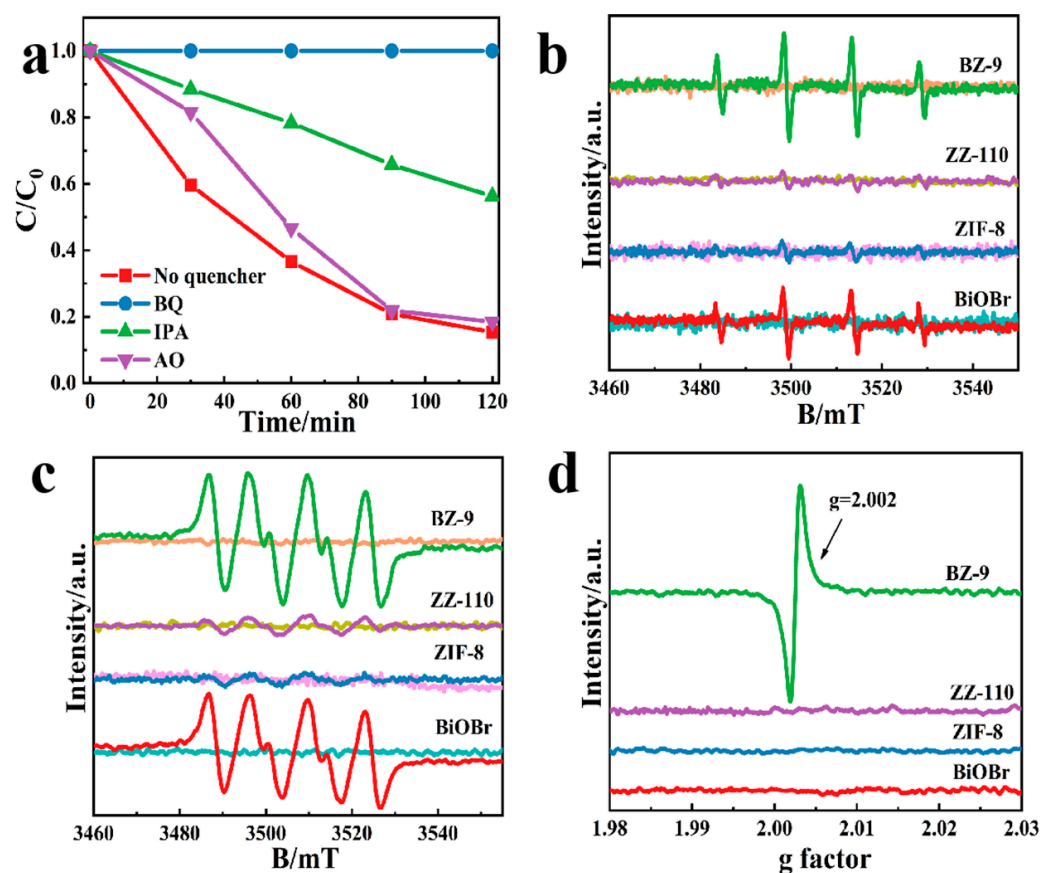 a
C/C0
1.0
0.8
0.6
0.4
0.2
0.0
No quencher
BQ
IPA
AO
0 20 40 60 80 100 120
Time/min
b
Intensity/a.u.
BZ-9
ZZ-110
ZIF-8
BiOBr
3460 3480 3500 3520 3540
B/mT
c
Intensity/a.u.
BZ-9
ZZ-110
ZIF-8
BiOBr
3460 3480 3500 3520 3540
B/mT
d
Intensity/a.u.
g=2.002
BZ-9
ZZ-110
ZIF-8
BiOBr
1.98 1.99 2.00 2.01 2.02 2.03
g factor